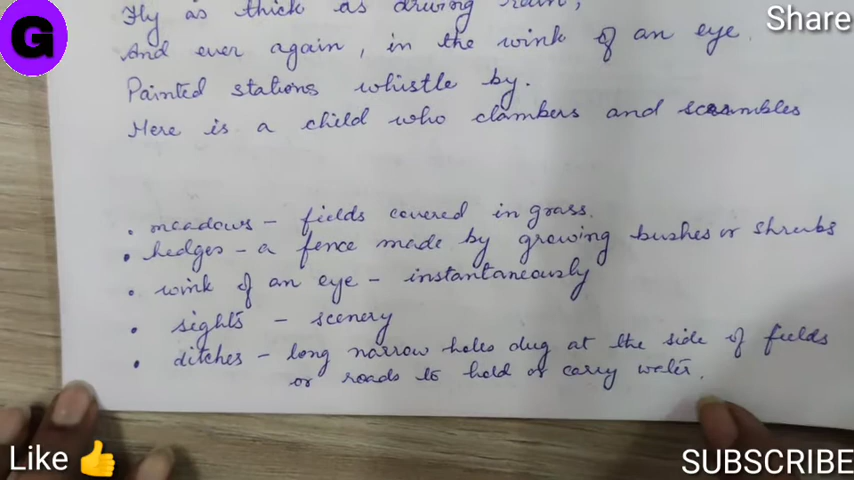 G
Share
Fly as thick as driving rain;
And ever again, in the wink of an eye.
Painted stations whistle by.
Here is a child who clambers and scrambles
• meadows – fields covered in grass.
• hedges – a fence made by growing bushes or shrubs
• wink of an eye – instantaneously
• sights – scenery
• ditches – long narrow holes dug at the side of fields
or roads to hold or carry water.
Like 👍
SUBSCRIBE